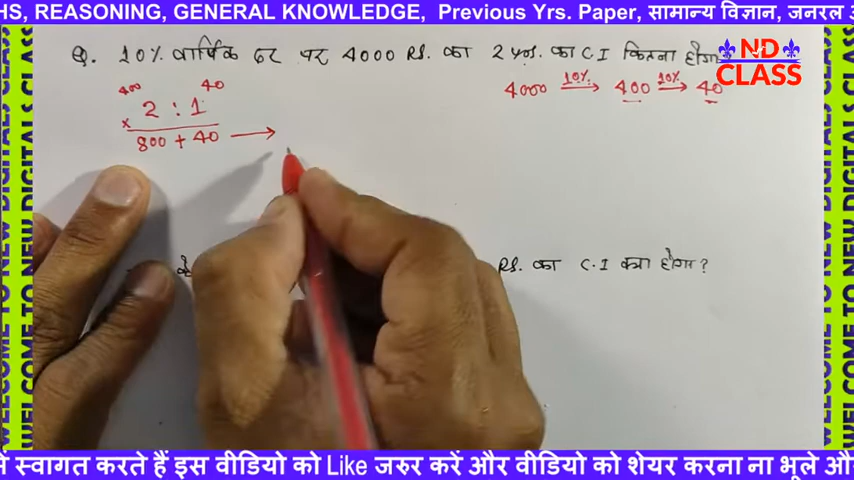 HS, REASONING, GENERAL KNOWLEDGE, Previous Yrs. Paper, सामान्य विज्ञान, जनरल
ND
CLASS
Q. 10% वार्षिक दर पर 4000 RS. का 2 yrs. का C I कितना होगा
4000 10% → 400 10% → 40
400 40
2 : 1
×
800 + 40 →
RS. का C.I क्या होगा?
WELCOME TO NEW DIGITALS
में स्वागत करते हैं इस वीडियो को Like जरुर करें और वीडियो को शेयर करना ना भूले